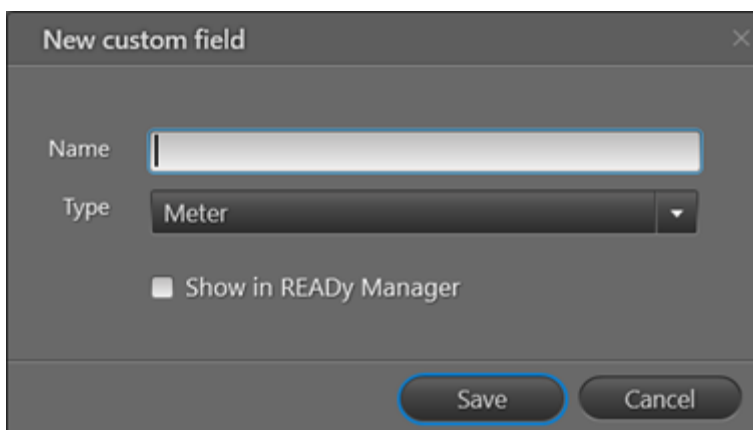 New custom field
Name
Type
Meter
Show in READy Manager
Save
Cancel